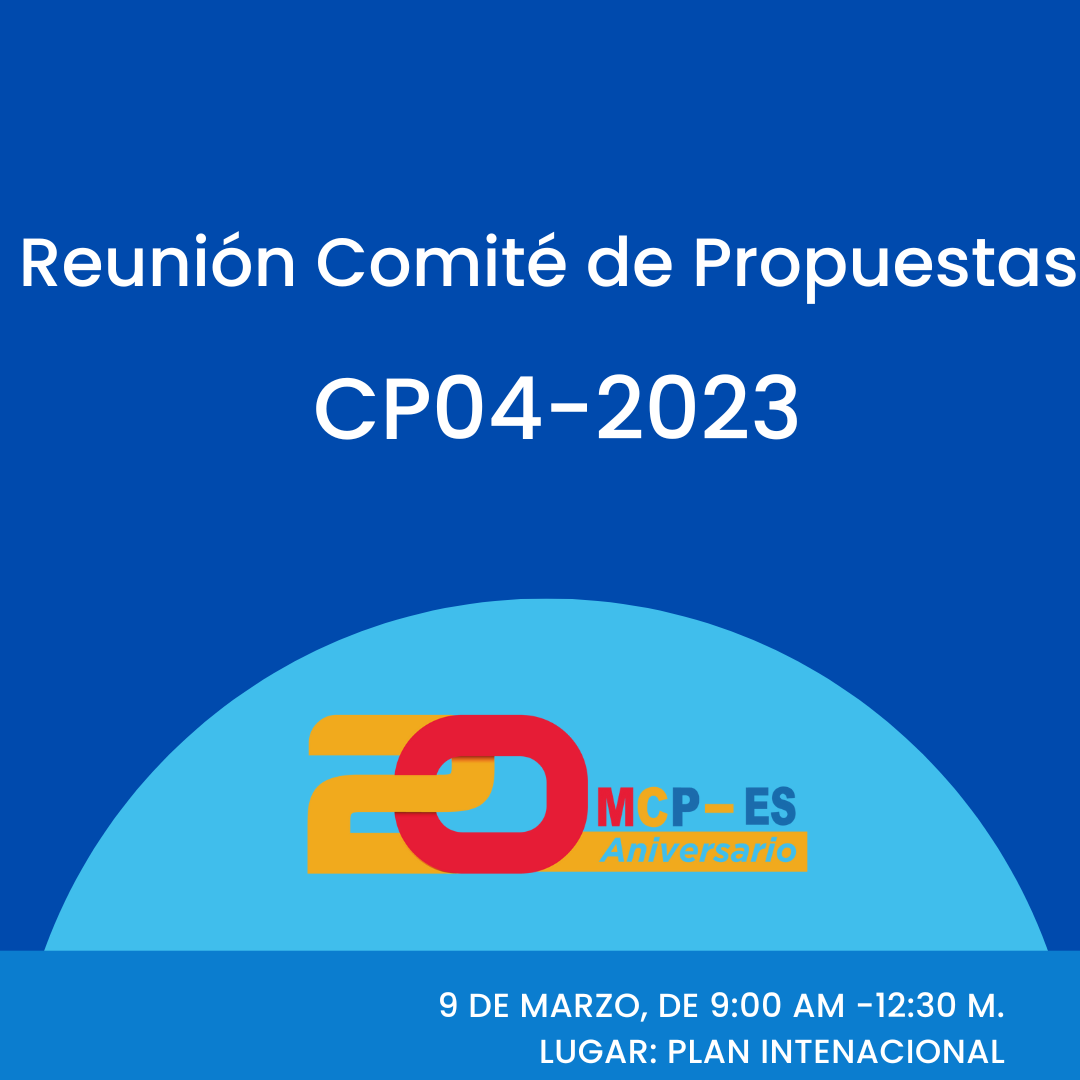 Reunión Comité de Propuestas
CP04-2023
20 MCP-ES
Aniversario
9 DE MARZO, DE 9:00 AM -12:30 M.
LUGAR: PLAN INTENACIONAL